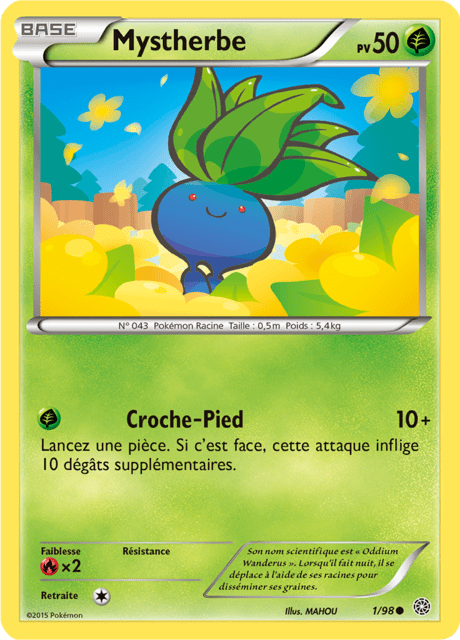 BASE Mystherbe PV50
N° 043 Pokémon Racine Taille : 0,5m Poids : 5,4kg
Croche-Pied 10+
Lancez une pièce. Si c'est face, cette attaque inflige
10 dégâts supplémentaires.
Faiblesse Résistance
×2
Retraite
Son nom scientifique est « Oddium
Wanderus ». Lorsqu'il fait nuit, il se
déplace à l'aide de ses racines pour
disséminer ses graines.
©2015 Pokémon Illus. MAHOU 1/98